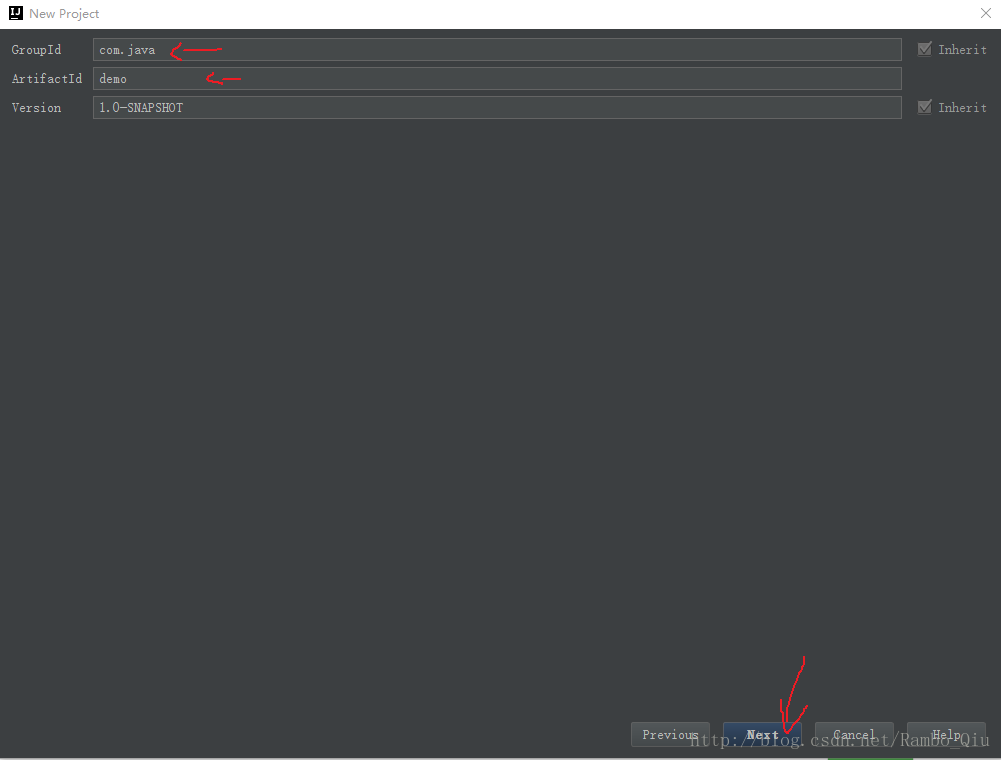 IJ New Project
GroupId com.java Inherit
ArtifactId demo
Version 1.0-SNAPSHOT Inherit
Previous Next Cancel Help
http://blog.csdn.net/Rambo_Qiu